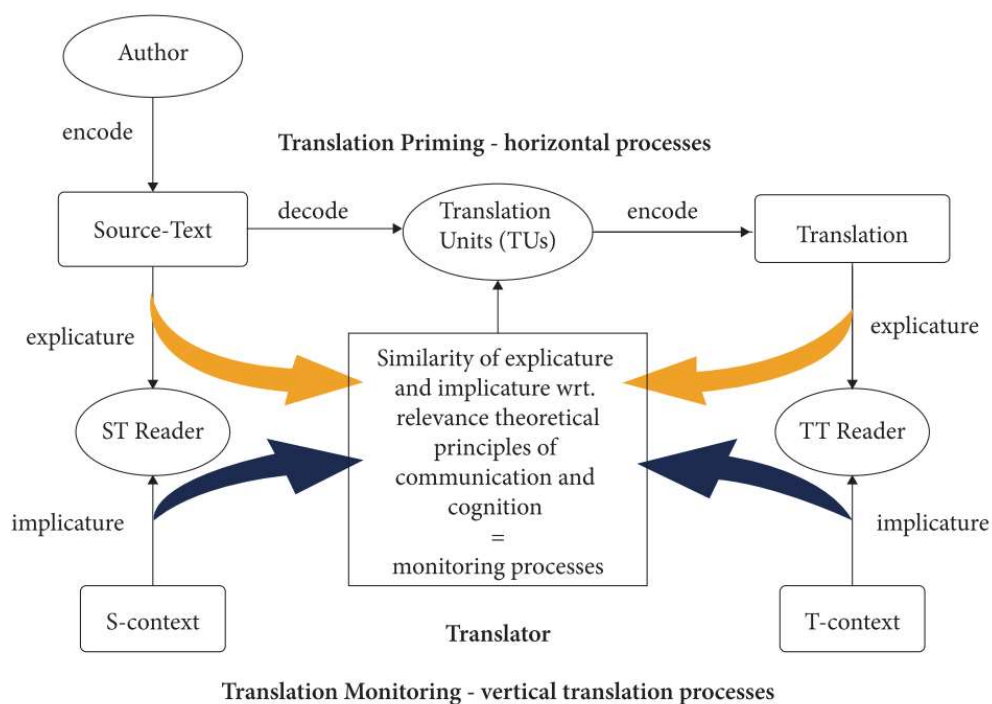 Author
encode
Translation Priming - horizontal processes
Source-Text
decode
Translation
Units (TUs)
encode
Translation
explicature
explicature
Similarity of explicature
and implicature wrt.
relevance theoretical
principles of
communication and
cognition
=
monitoring processes
ST Reader
TT Reader
implicature
implicature
S-context
T-context
Translator
Translation Monitoring - vertical translation processes